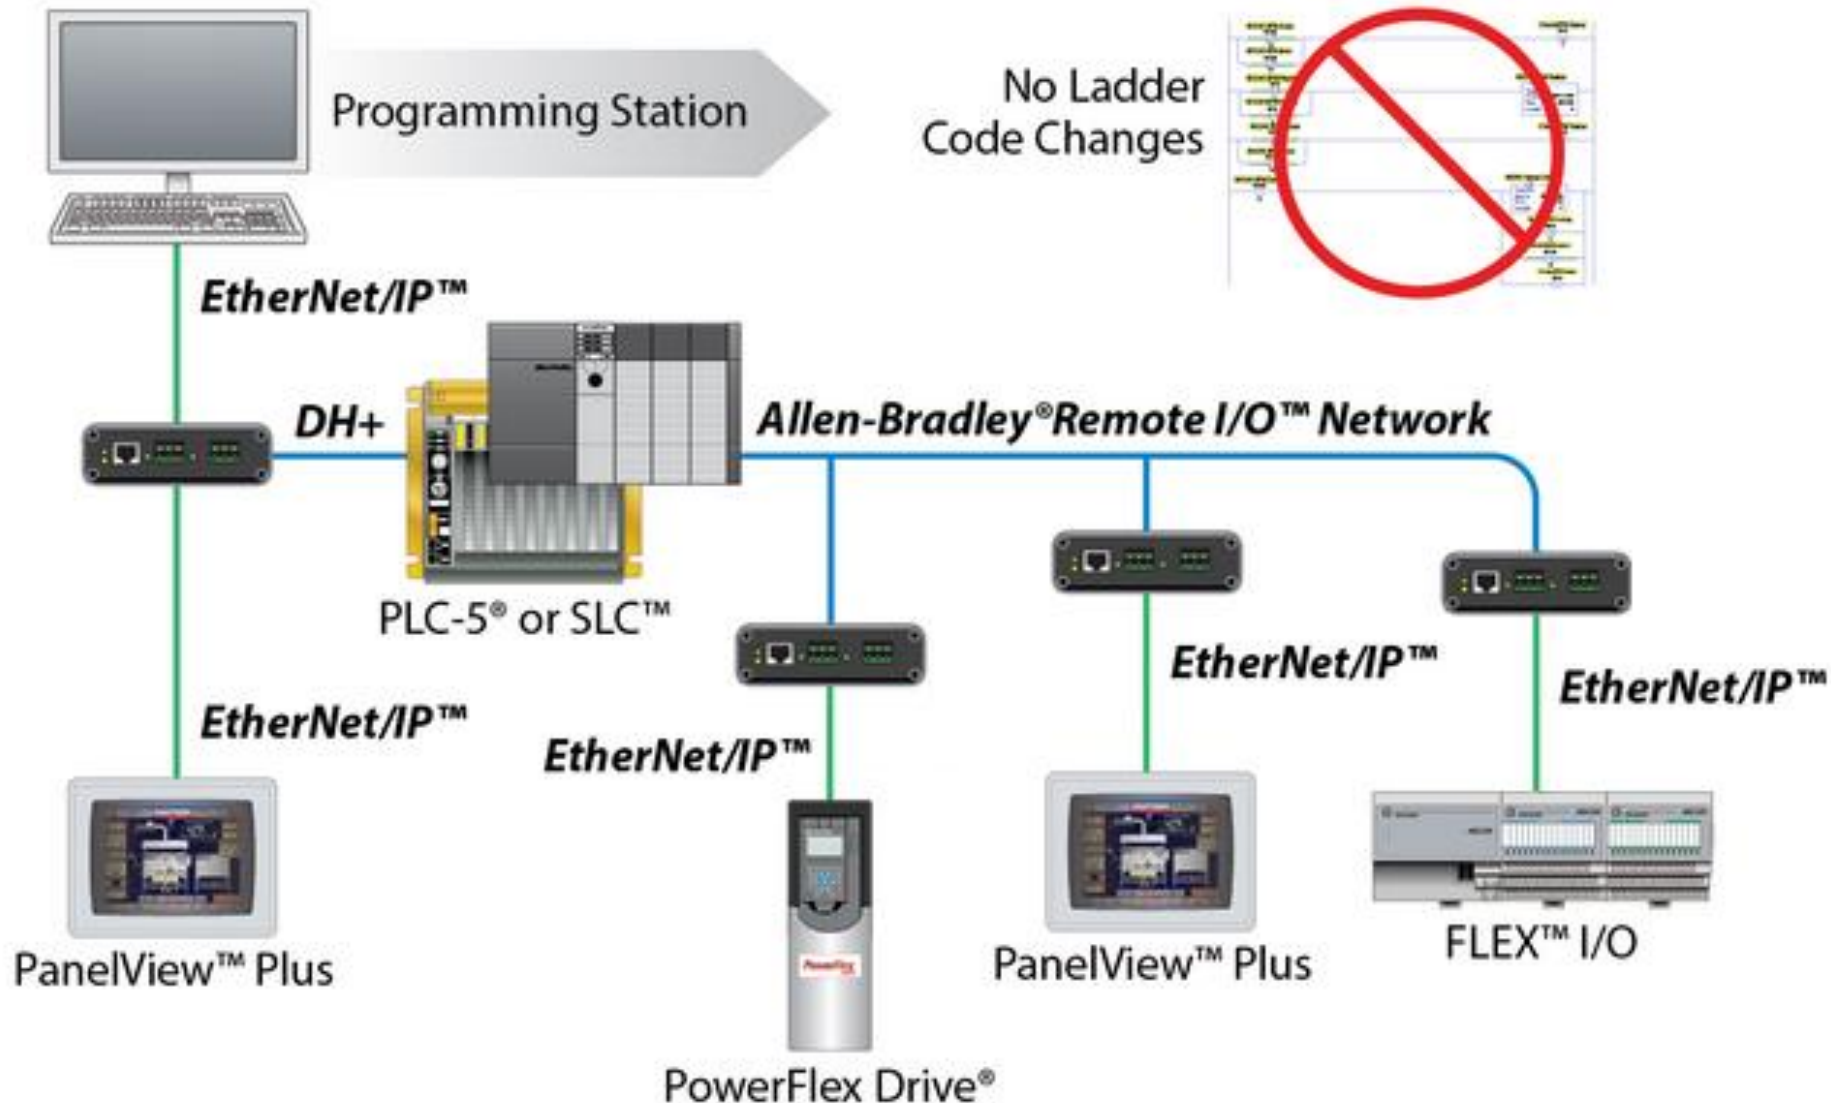 Programming Station
No Ladder
Code Changes
EtherNet/IP™
DH+
Allen-Bradley®Remote I/O™ Network
PLC-5® or SLC™
EtherNet/IP™
EtherNet/IP™
EtherNet/IP™
EtherNet/IP™
PanelView™ Plus
PowerFlex
PanelView™ Plus
FLEX™ I/O
PowerFlex Drive®